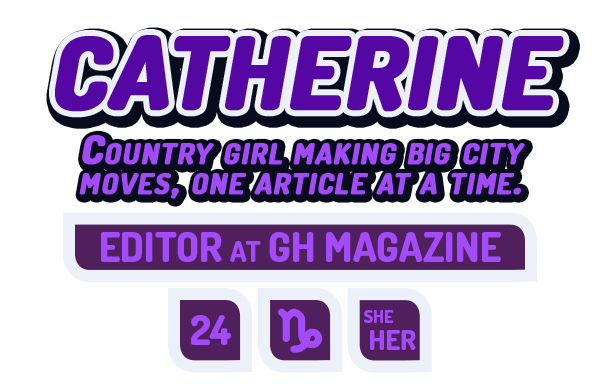 CATHERINE
COUNTRY GIRL MAKING BIG CITY
MOVES, ONE ARTICLE AT A TIME.
EDITOR AT GH MAGAZINE
24 ♑ SHE
HER